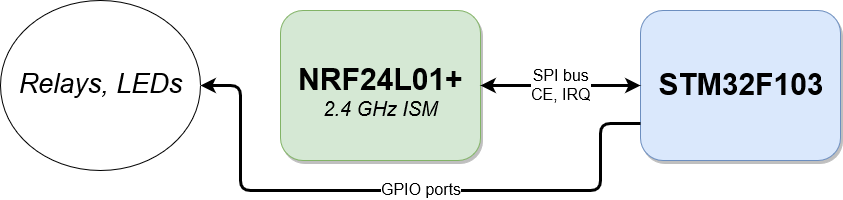 Relays, LEDs
NRF24L01+
2.4 GHz ISM
SPI bus
CE, IRQ
STM32F103
GPIO ports